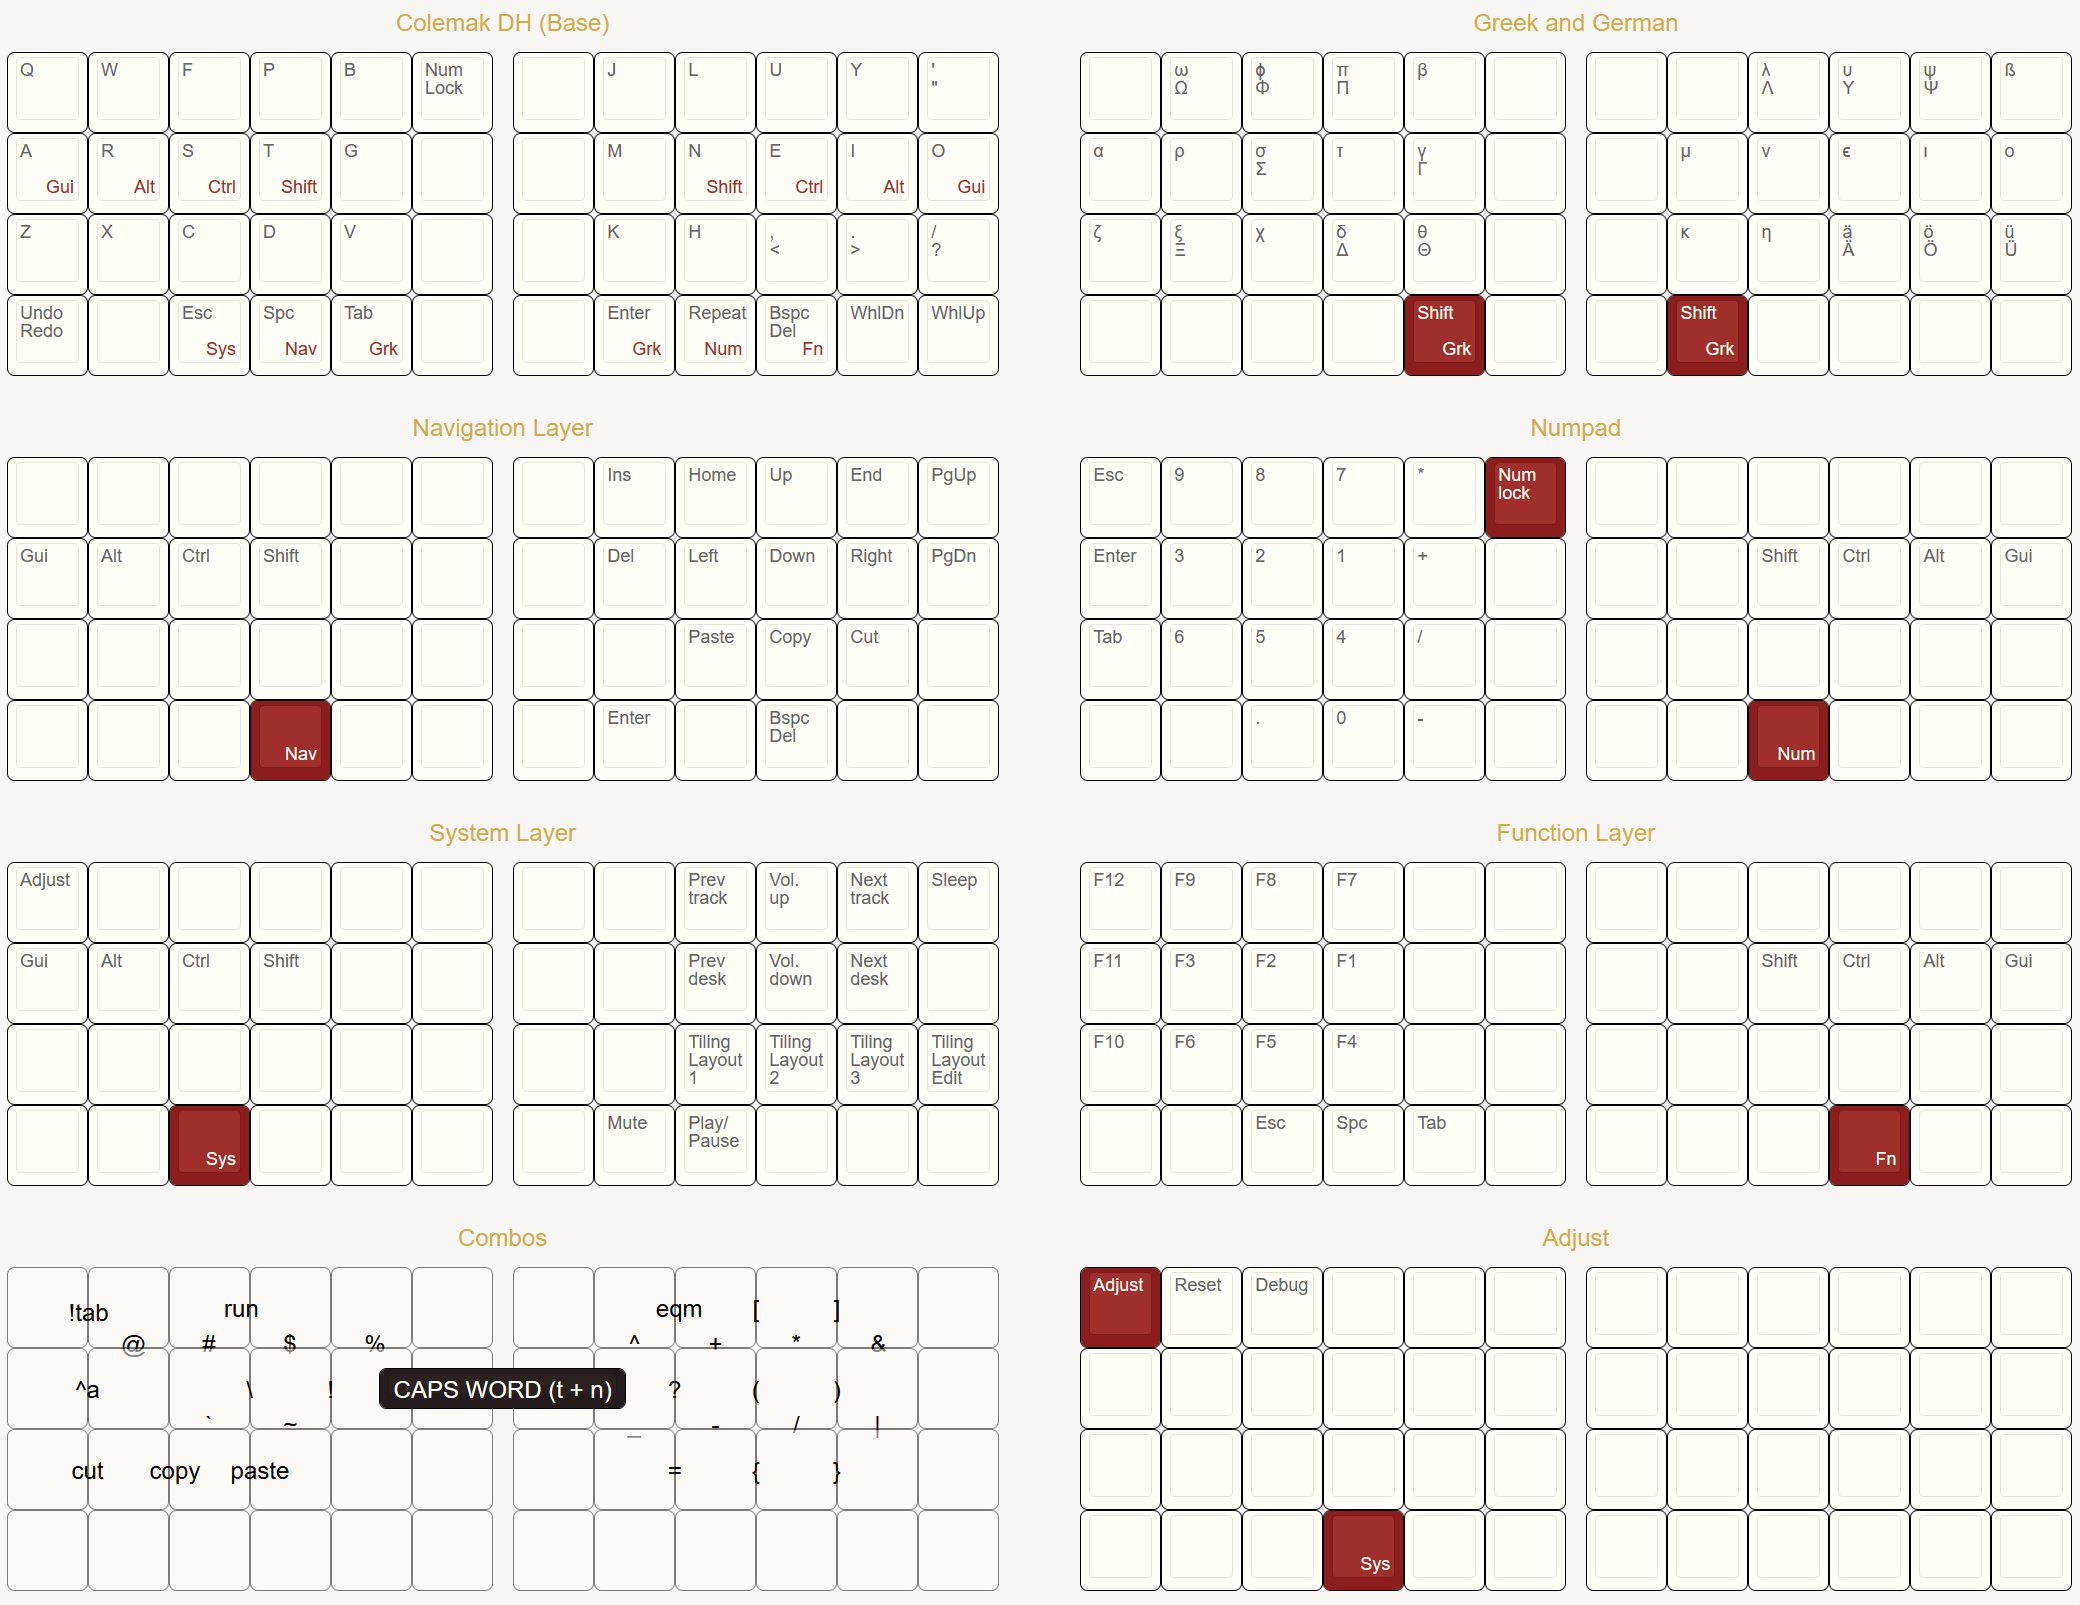 Colemak DH (Base)
Q W F P B Num
Lock
J L U Y '
"
A R S T G
Gui Alt Ctrl Shift
M N E I O
Shift Ctrl Alt Gui
Z X C D V
K H , . /
< > ?
Undo Esc Spc Tab
Redo
Sys Nav Grk
Enter Repeat Bspc WhlDn WhlUp
Del
Grk Num Fn
Greek and German
ω ϕ π β
Ω Φ Π
λ υ ψ ß
Λ Υ Ψ
α ρ σ τ γ
Σ Γ
μ ν ϵ ι ο
ζ ξ χ δ θ
Ξ Δ Θ
κ η ä ö ü
Ä Ö Ü
Shift
Grk
Shift
Grk
Navigation Layer
Ins Home Up End PgUp
Gui Alt Ctrl Shift
Del Left Down Right PgDn
Paste Copy Cut
Nav
Enter Bspc
Del
Numpad
Esc 9 8 7 * Num
lock
Enter 3 2 1 +
Shift Ctrl Alt Gui
Tab 6 5 4 /
. 0 -
Num
System Layer
Adjust
Prev Vol. Next Sleep
track up track
Gui Alt Ctrl Shift
Prev Vol. Next
desk down desk
Tiling Tiling Tiling Tiling
Layout Layout Layout Layout
1 2 3 Edit
Sys
Mute Play/
Pause
Function Layer
F12 F9 F8 F7
F11 F3 F2 F1
Shift Ctrl Alt Gui
F10 F6 F5 F4
Esc Spc Tab
Fn
Combos
!tab run
eqm [ ]
@ # $ %
^ + * &
^a \ !
CAPS WORD (t + n)
? ( )
` ~
_ - / |
cut copy paste
= { }
Adjust
Adjust Reset Debug
Sys